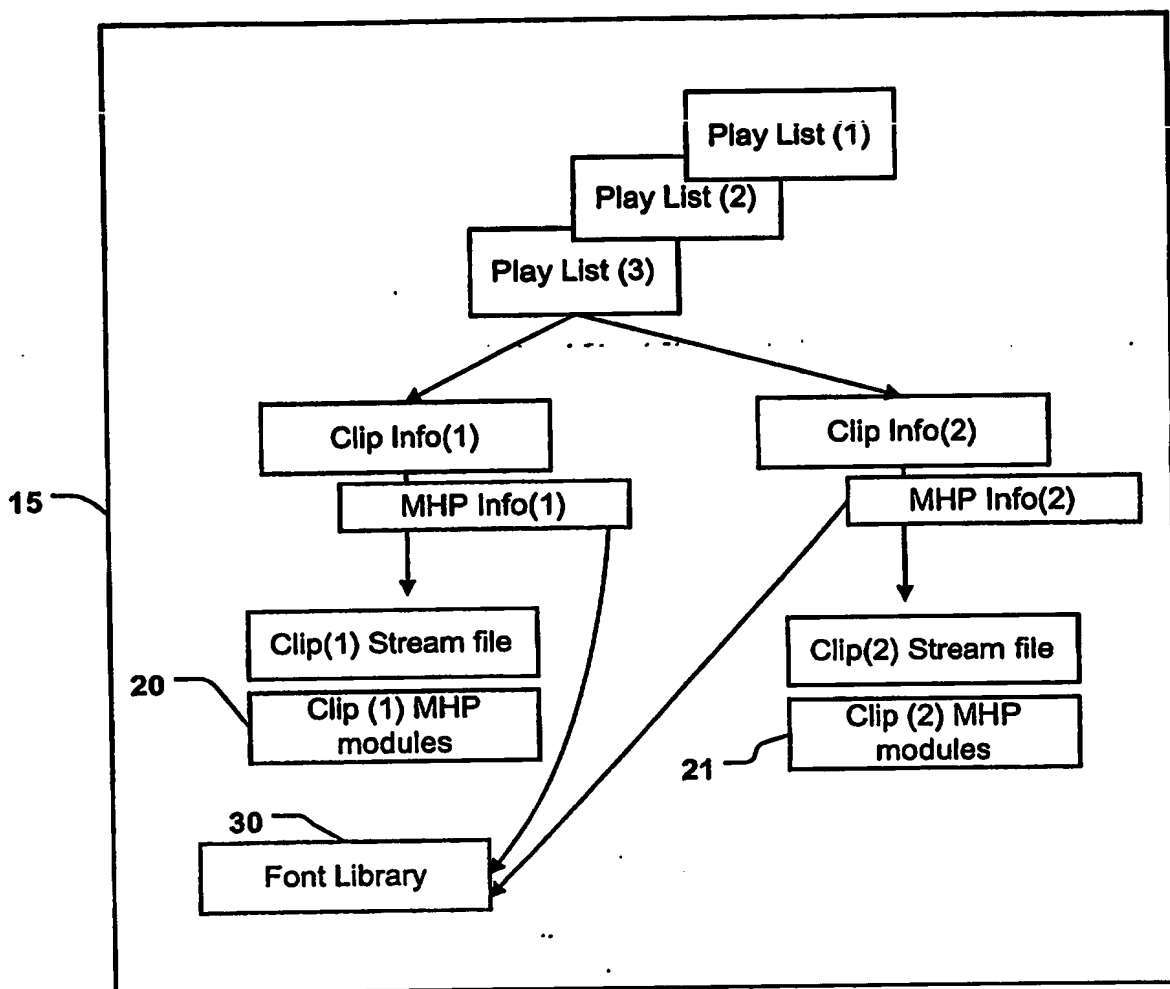 Play List (1)
Play List (2)
Play List (3)
Clip Info(1)
Clip Info(2)
MHP Info(1)
MHP Info(2)
15
Clip(1) Stream file
Clip(2) Stream file
20
Clip (1) MHP
modules
Clip (2) MHP
modules
21
30
Font Library